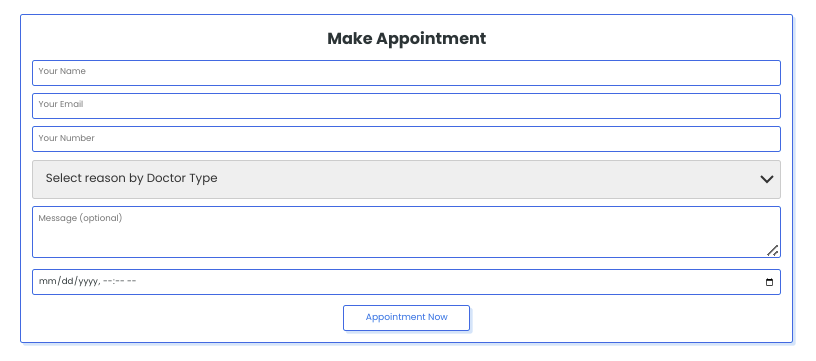 Make Appointment
Your Name
Your Email
Your Number
Select reason by Doctor Type
Message (optional)
mm/dd/yyyy, --:-- --
Appointment Now